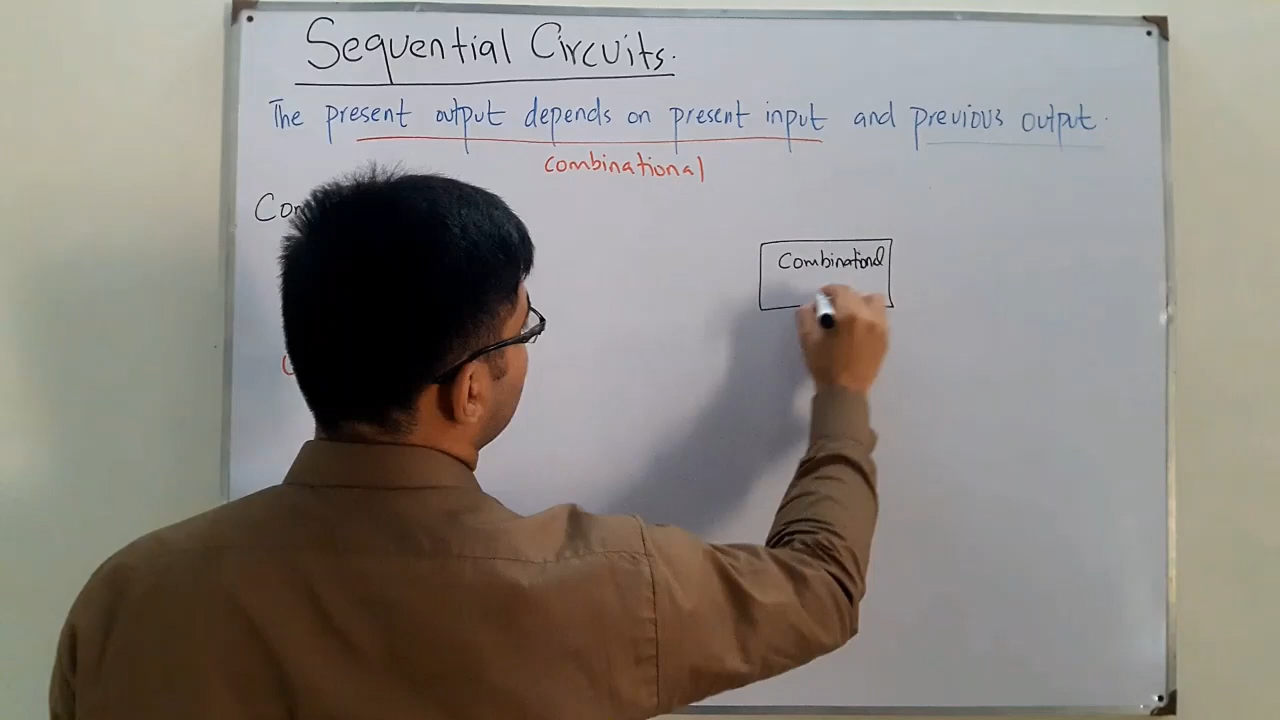 Sequential Circuits.
The present output depends on present input and previous output.
combinational
Combinational